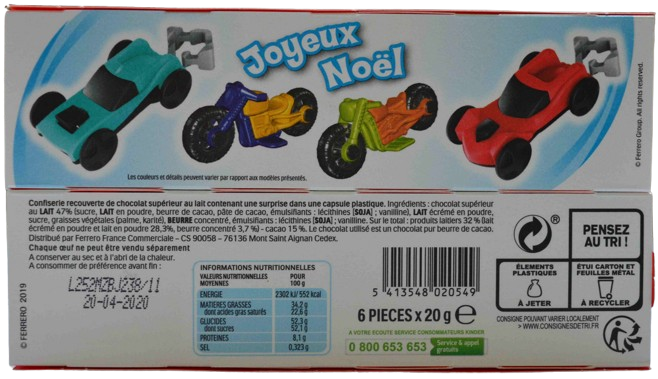 Joyeux
Noël
Les couleurs et détails peuvent varier par rapport aux modèles présentés.
© Ferrero Group. All rights reserved.
Confiserie recouverte de chocolat supérieur au lait contenant une surprise dans une capsule plastique. Ingrédients : chocolat supérieur
au LAIT 47% (sucre, LAIT en poudre, beurre de cacao, pâte de cacao, émulsifiants : lécithines [SOJA] ; vanilline), LAIT écrémé en poudre,
sucre, graisses végétales (palme, karité), BEURRE concentré, émulsifiants : lécithines [SOJA] ; vanilline. Sur le total : produits laitiers 32 % (lait
écrémé en poudre et lait en poudre 28,3%, beurre concentré 3,7 %) - cacao 15 %. Le chocolat utilisé est un chocolat pur beurre de cacao.
Distribué par Ferrero France Commerciale – CS 90058 – 76136 Mont Saint Aignan Cedex.
Chaque œuf ne peut être vendu séparément
A conserver au sec et à l'abri de la chaleur.
A consommer de préférence avant fin :
L252MZBJ238/11
20-04-2020
© FERRERO 2019
INFORMATIONS NUTRITIONNELLES
VALEURS NUTRITIONNELLES MOYENNES POUR 100 g
ENERGIE 2302 kJ/ 552 kcal
MATIERES GRASSES 34,2 g
dont acides gras saturés 22,6 g
GLUCIDES 52,3 g
dont sucres 52,1 g
PROTEINES 8,1 g
SEL 0,323 g
5 413548 020549
6 PIECES x 20 g ℮
A VOTRE ECOUTE SERVICE CONSOMMATEURS KINDER
0 800 653 653 Service & appel gratuits
®
PENSEZ
AU TRI !
ÉLEMENTS
PLASTIQUES
À JETER
ÉTUI CARTON ET
FEUILLES MÉTAL
À RECYCLER
CONSIGNE POUVANT VARIER LOCALEMENT
> WWW.CONSIGNESDETRI.FR